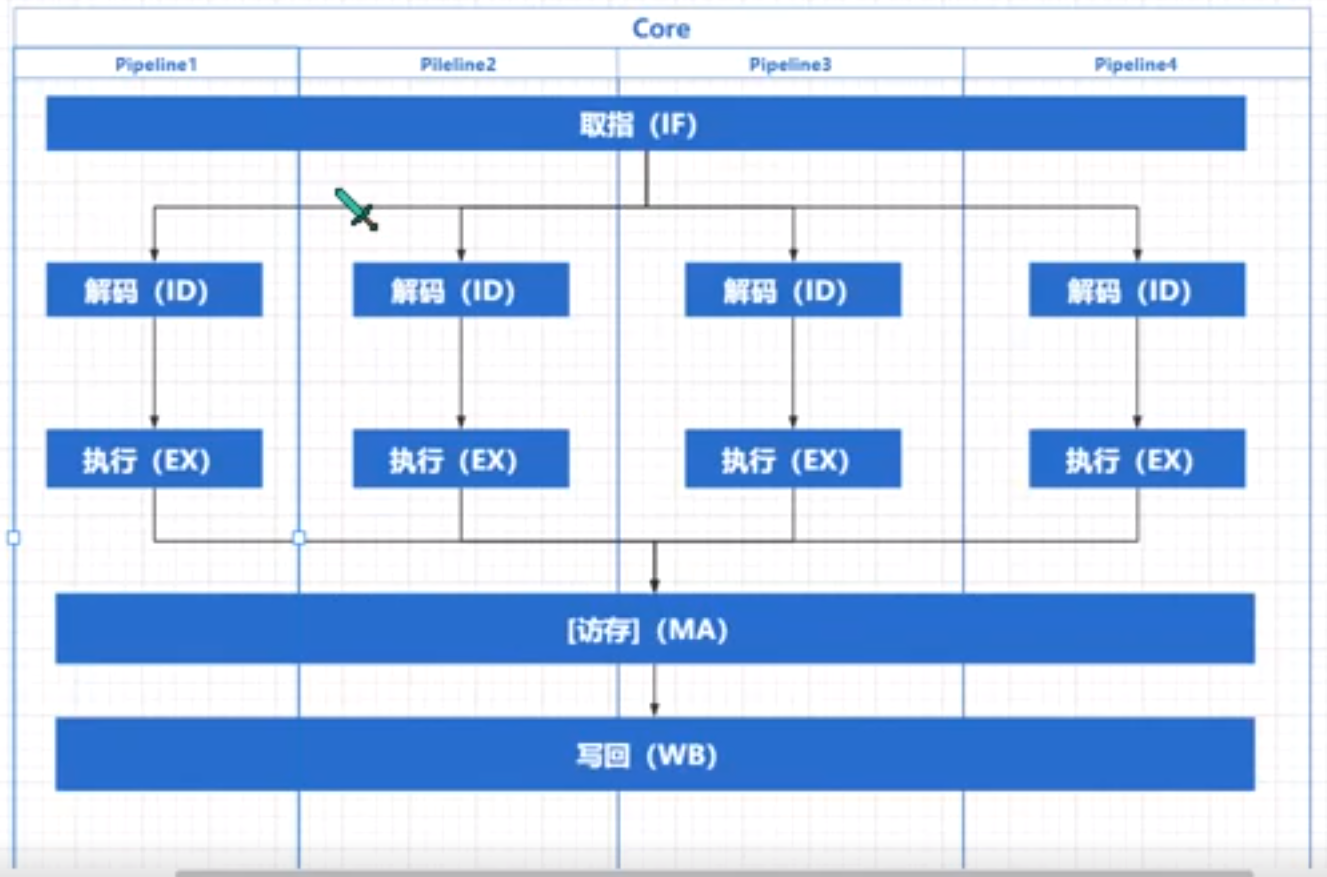 Core
Pipeline1
Pileline2
Pipeline3
Pipeline4
取指（IF）
解码（ID）
解码（ID）
解码（ID）
解码（ID）
执行（EX）
执行（EX）
执行（EX）
执行（EX）
[访存]（MA）
写回（WB）